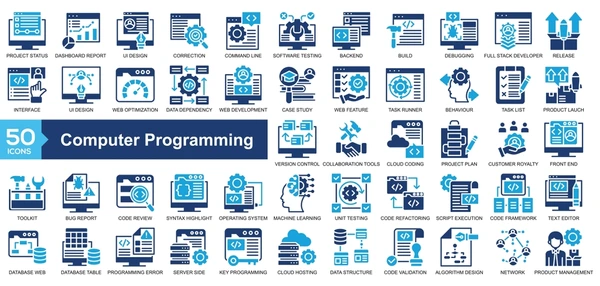 PROJECT STATUS DASHBOARD REPORT UI DESIGN CORRECTION COMMAND LINE SOFTWARE TESTING BACKEND BUILD DEBUGGING FULL STACK DEVELOPER RELEASE
INTERFACE UI DESIGN WEB OPTIMIZATION DATA DEPENDENCY WEB DEVELOPMENT CASE STUDY WEB FEATURE TASK RUNNER BEHAVIOUR TASK LIST PRODUCT LAUCH
50
ICONS
Computer Programming
VERSION CONTROL COLLABORATION TOOLS CLOUD CODING PROJECT PLAN CUSTOMER ROYALTY FRONT END
TOOLKIT BUG REPORT CODE REVIEW SYNTAX HIGHLIGHT OPERATING SYSTEM MACHINE LEARNING UNIT TESTING CODE REFACTORING SCRIPT EXECUTION CODE FRAMEWORK TEXT EDITOR
DATABASE WEB DATABASE TABLE PROGRAMMING ERROR SERVER SIDE KEY PROGRAMMING CLOUD HOSTING DATA STRUCTURE CODE VALIDATION ALGORITHM DESIGN NETWORK PRODUCT MANAGEMENT